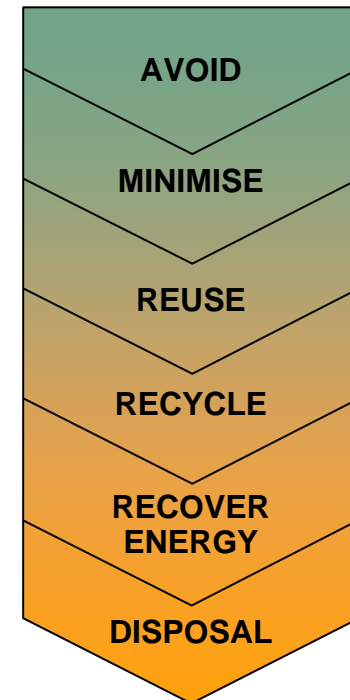 AVOID
MINIMISE
REUSE
RECYCLE
RECOVER
ENERGY
DISPOSAL